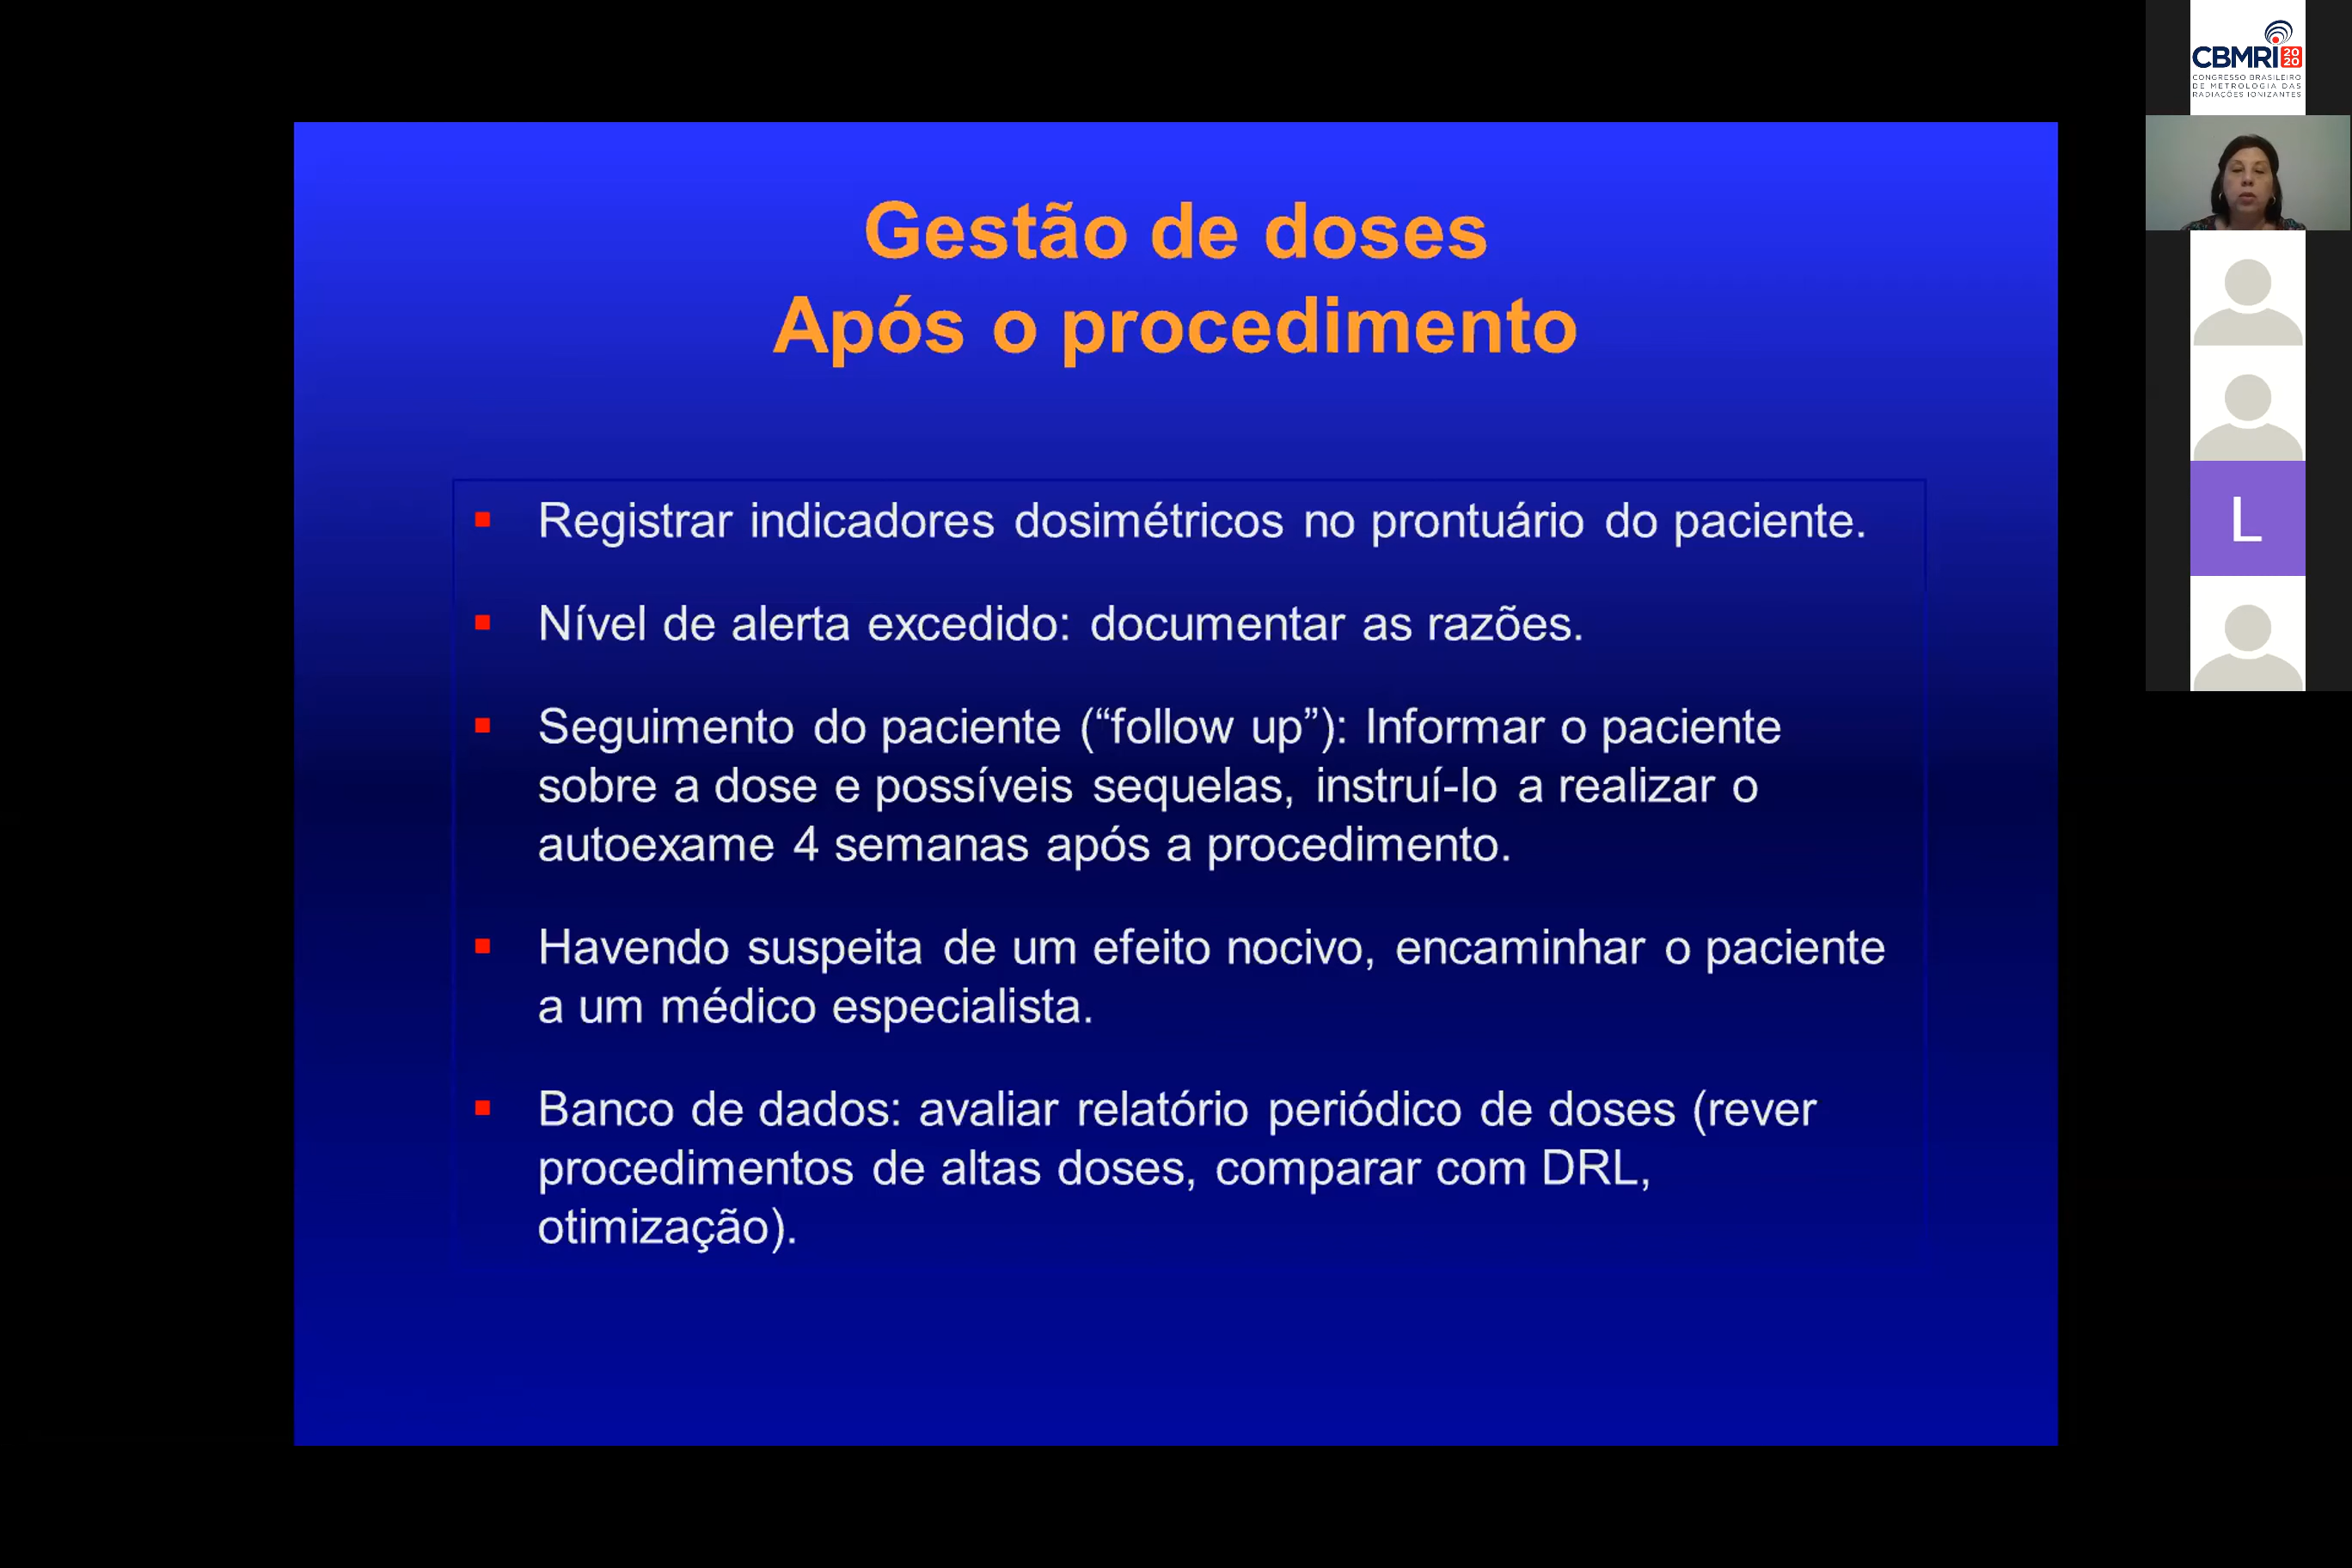 Gestão de doses
Após o procedimento
Registrar indicadores dosimétricos no prontuário do paciente.
Nível de alerta excedido: documentar as razões.
Seguimento do paciente (“follow up”): Informar o paciente
sobre a dose e possíveis sequelas, instruí-lo a realizar o
autoexame 4 semanas após a procedimento.
Havendo suspeita de um efeito nocivo, encaminhar o paciente
a um médico especialista.
Banco de dados: avaliar relatório periódico de doses (rever
procedimentos de altas doses, comparar com DRL,
otimização).
CBMRI 20
20
CONGRESSO BRASILEIRO
DE METROLOGIA DAS
RADIAÇÕES IONIZANTES
L